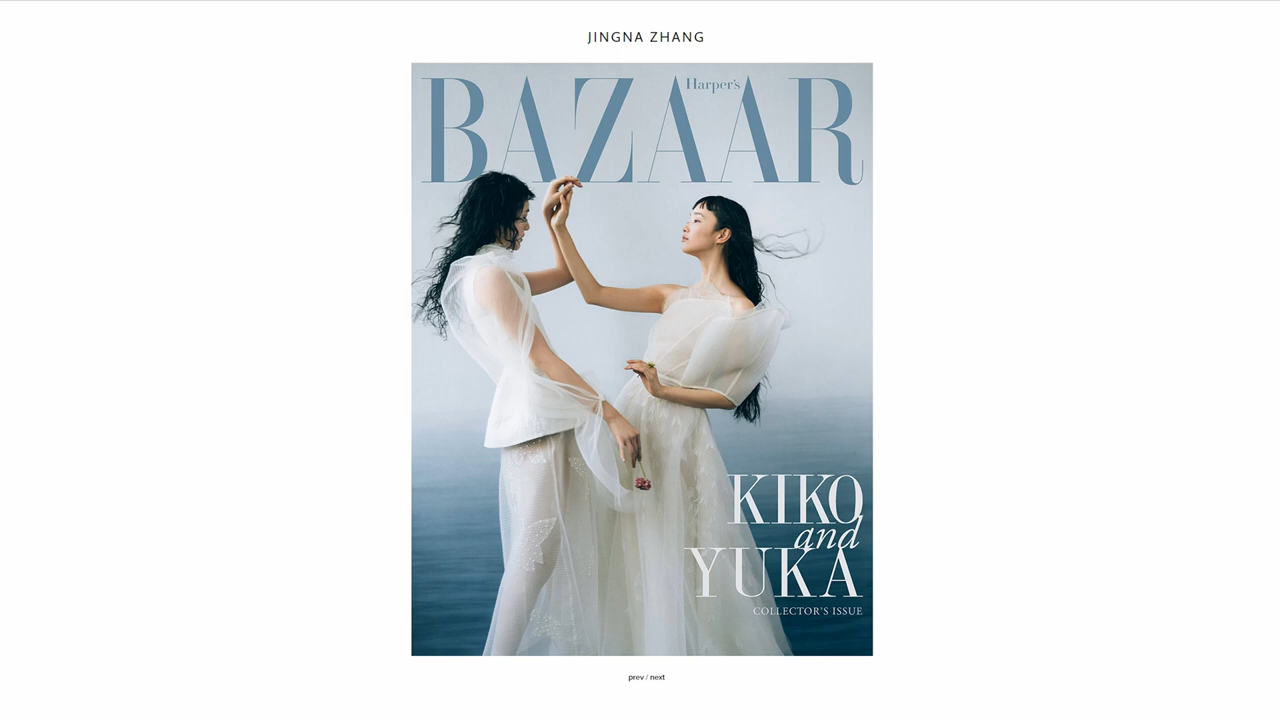 JINGNA ZHANG
Harper's
BAZAAR
KIKO
and
YUKA
COLLECTOR'S ISSUE
prev / next